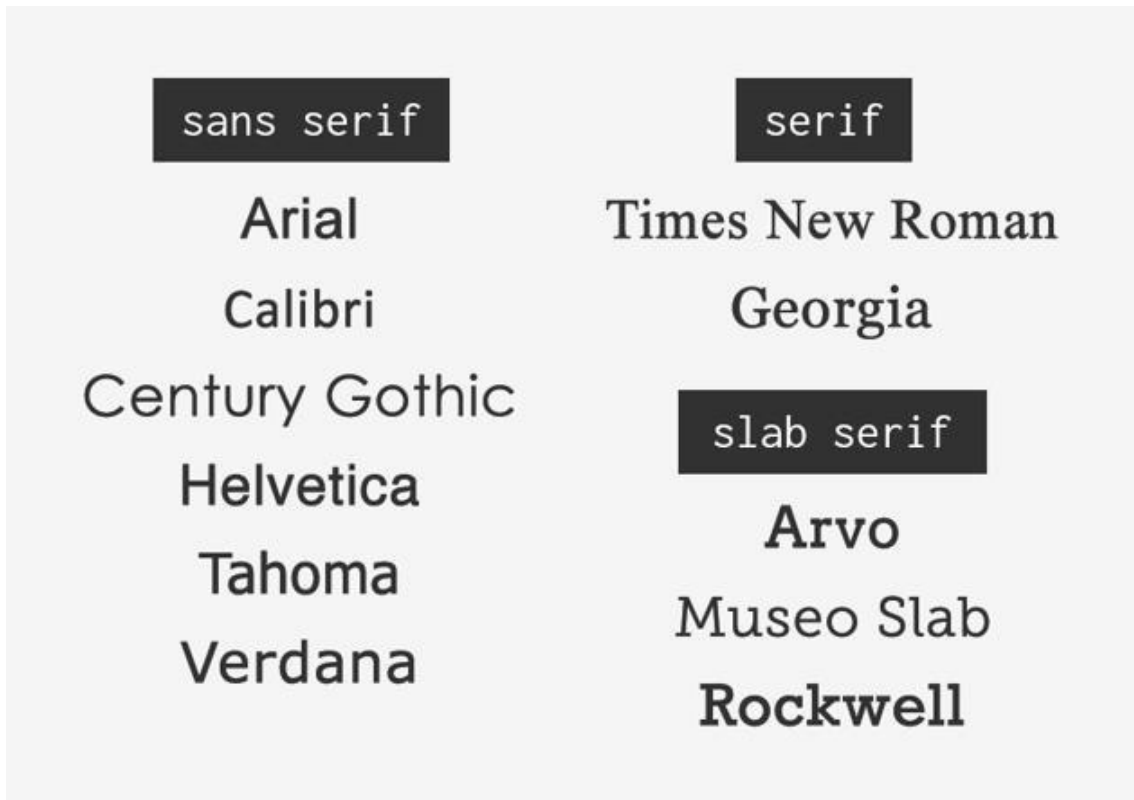 sans serif
Arial
Calibri
Century Gothic
Helvetica
Tahoma
Verdana
serif
Times New Roman
Georgia
slab serif
Arvo
Museo Slab
Rockwell